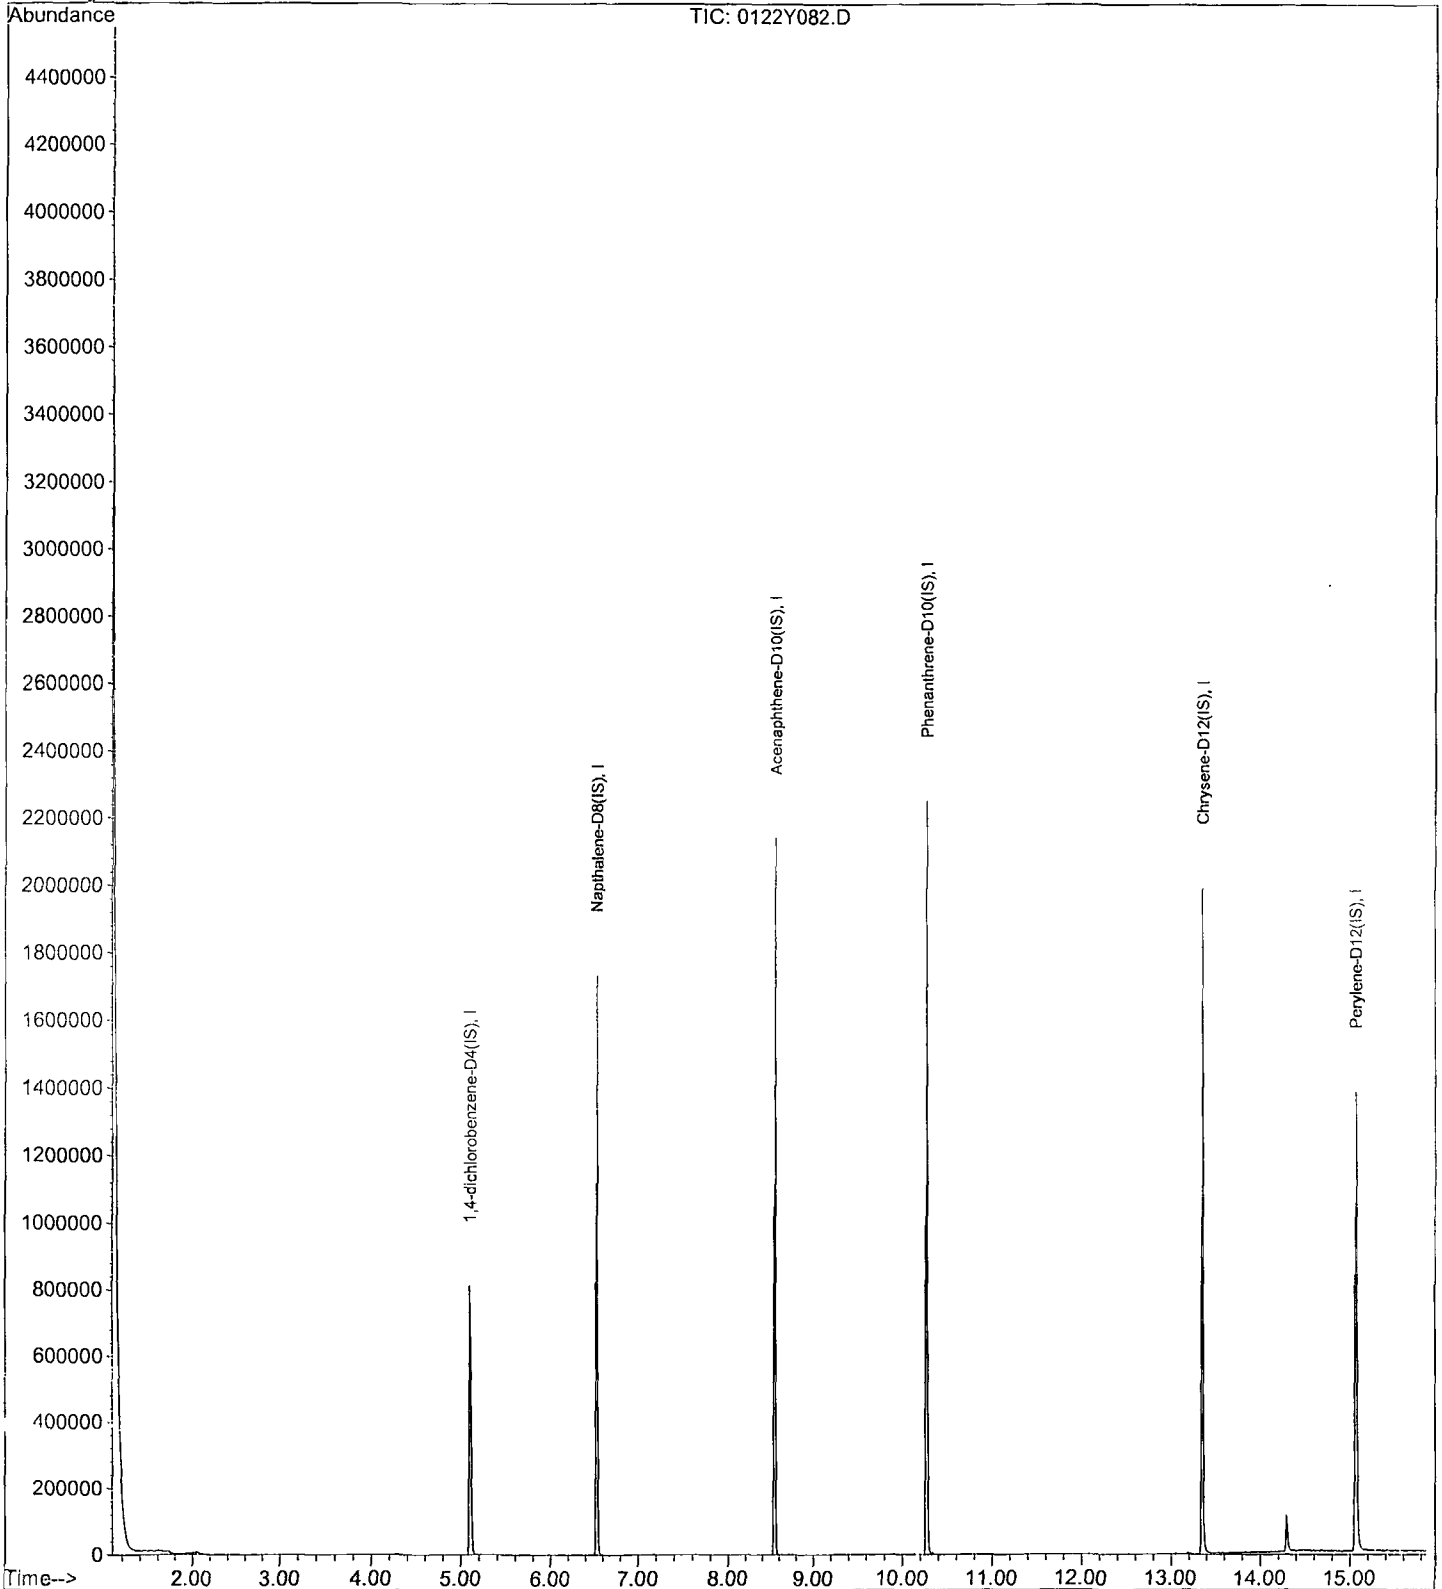 Abundance
TIC: 0122Y082.D
4400000
4200000
4000000
3800000
3600000
3400000
3200000
3000000
2800000
2600000
2400000
2200000
2000000
1800000
1600000
1400000
1200000
1000000
800000
600000
400000
200000
0
1,4-dichlorobenzene-D4(IS), I
Napthalene-D8(IS), I
Acenaphthene-D10(IS), I
Phenanthrene-D10(IS), I
Chrysene-D12(IS), I
Perylene-D12(IS), I
Time--> 2.00 3.00 4.00 5.00 6.00 7.00 8.00 9.00 10.00 11.00 12.00 13.00 14.00 15.00